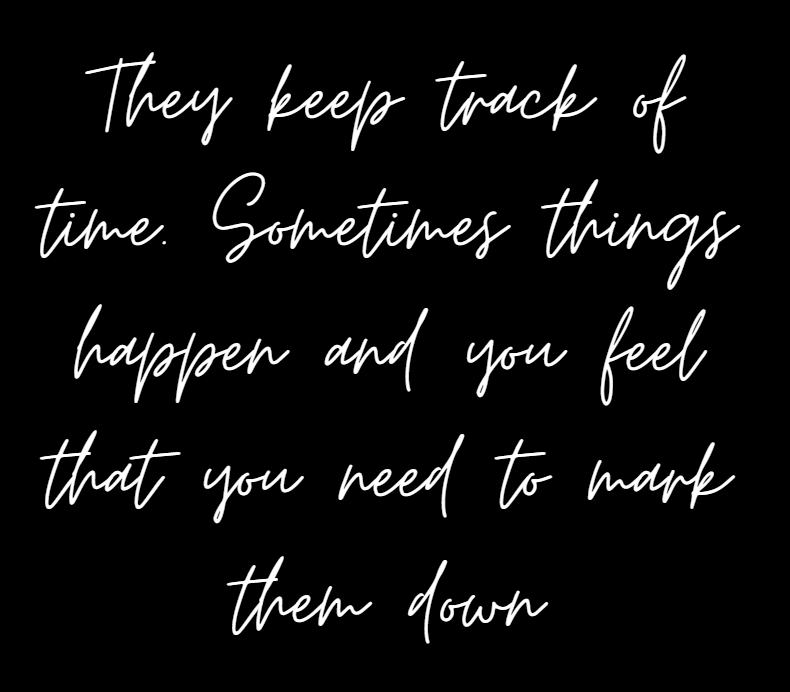 They keep track of
time. Sometimes things
happen and you feel
that you need to mark
them down